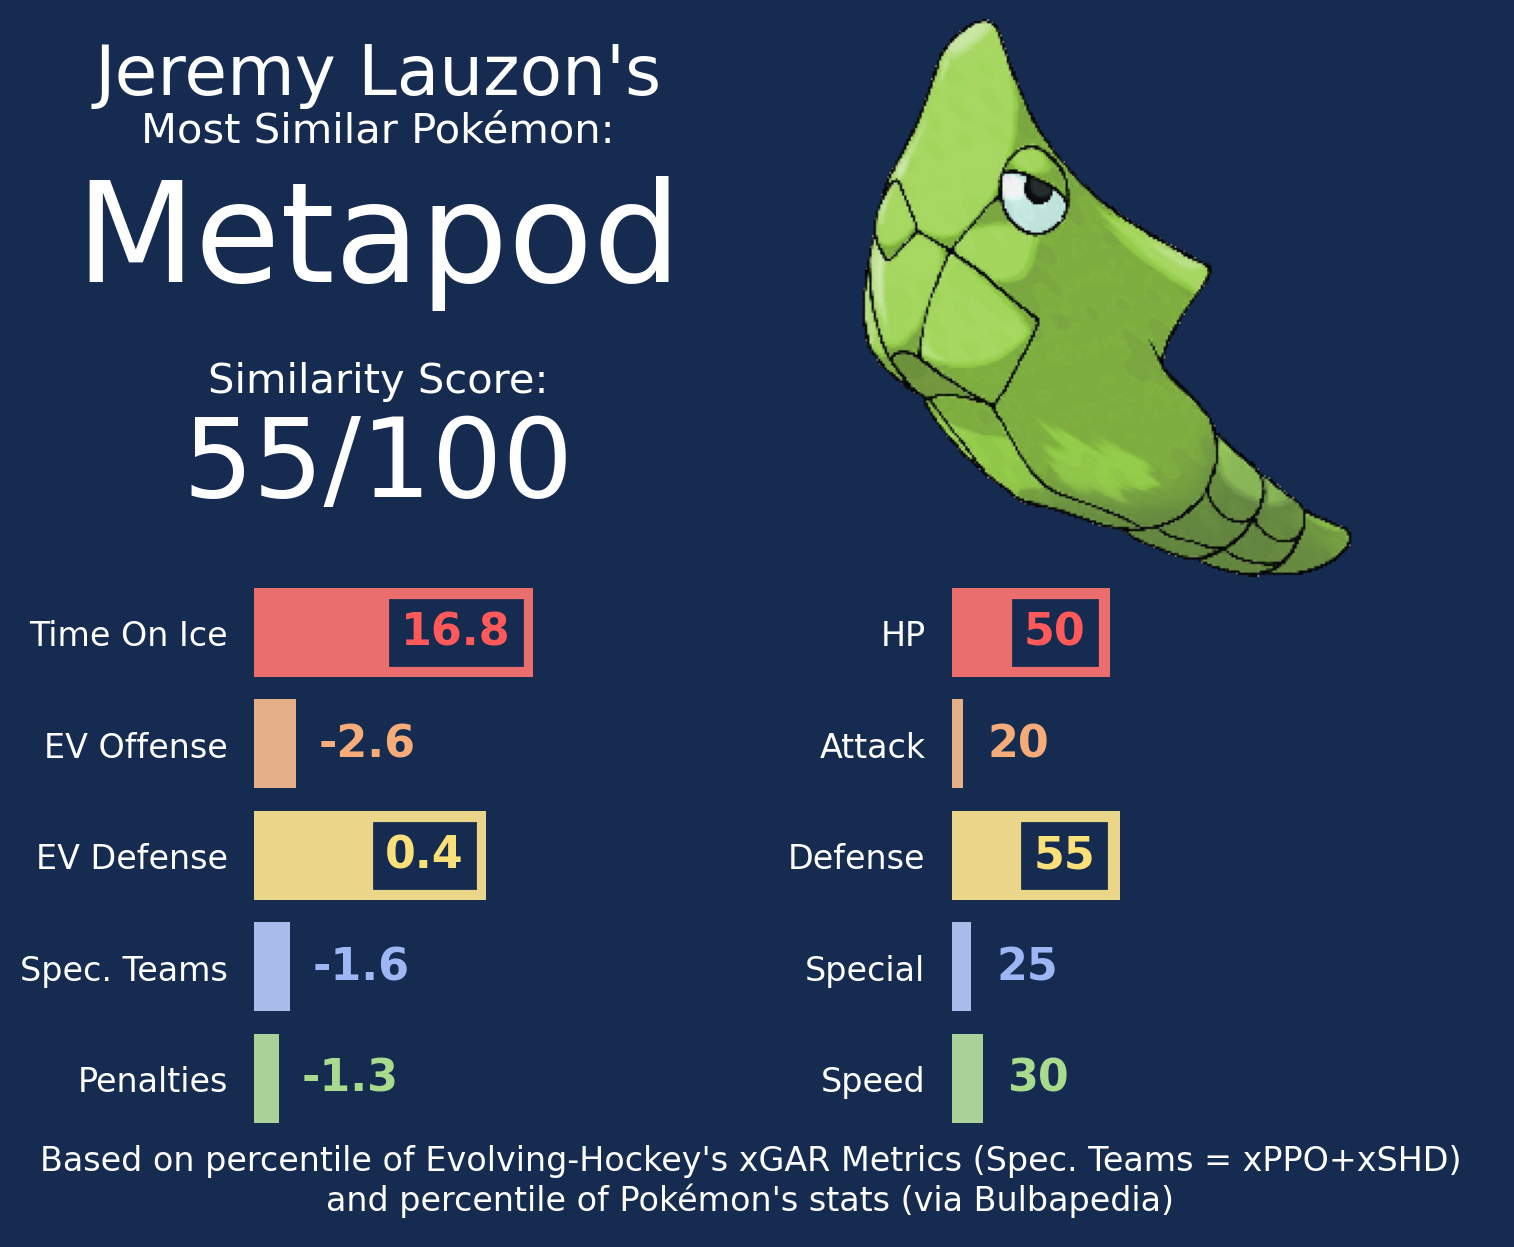 Jeremy Lauzon's
Most Similar Pokémon:
Metapod
Similarity Score:
55/100
Time On Ice 16.8
EV Offense -2.6
EV Defense 0.4
Spec. Teams -1.6
Penalties -1.3
HP 50
Attack 20
Defense 55
Special 25
Speed 30
Based on percentile of Evolving-Hockey's xGAR Metrics (Spec. Teams = xPPO+xSHD)
and percentile of Pokémon's stats (via Bulbapedia)